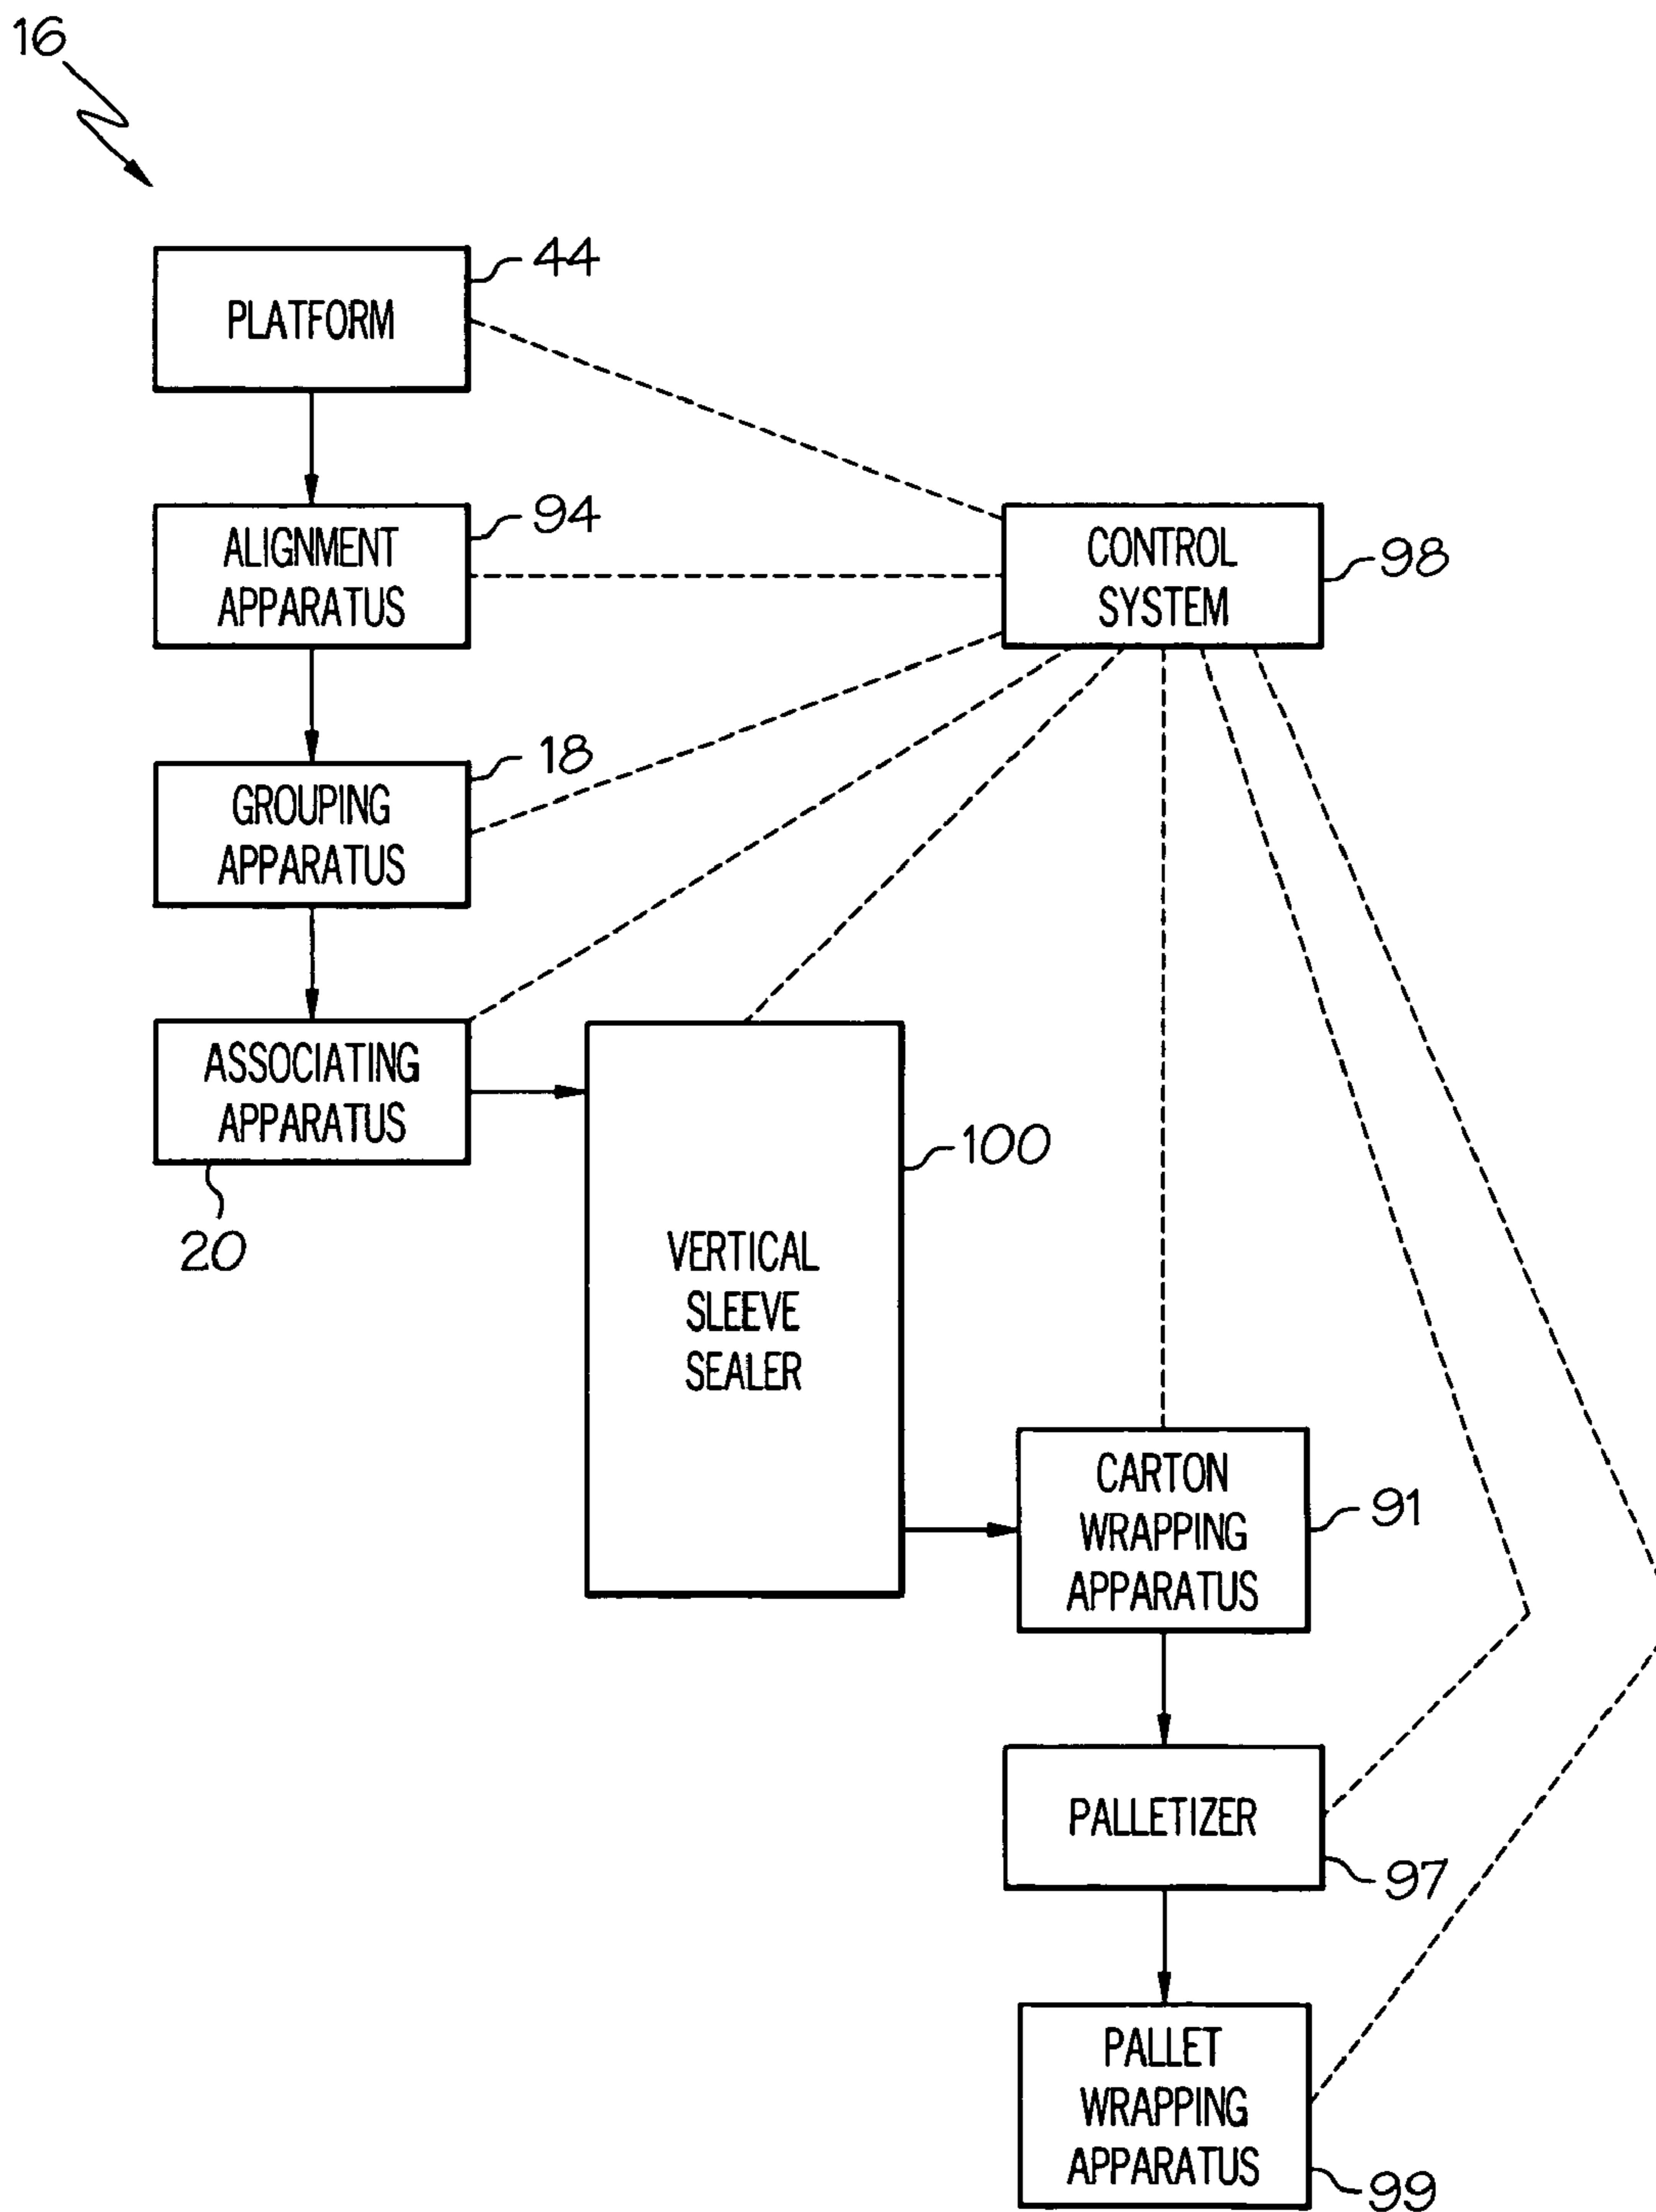 16
44
PLATFORM
94
ALIGNMENT
APPARATUS
CONTROL
SYSTEM
98
18
GROUPING
APPARATUS
ASSOCIATING
APPARATUS
20
100
VERTICAL
SLEEVE
SEALER
CARTON
WRAPPING
APPARATUS
91
PALLETIZER
97
PALLET
WRAPPING
APPARATUS
99